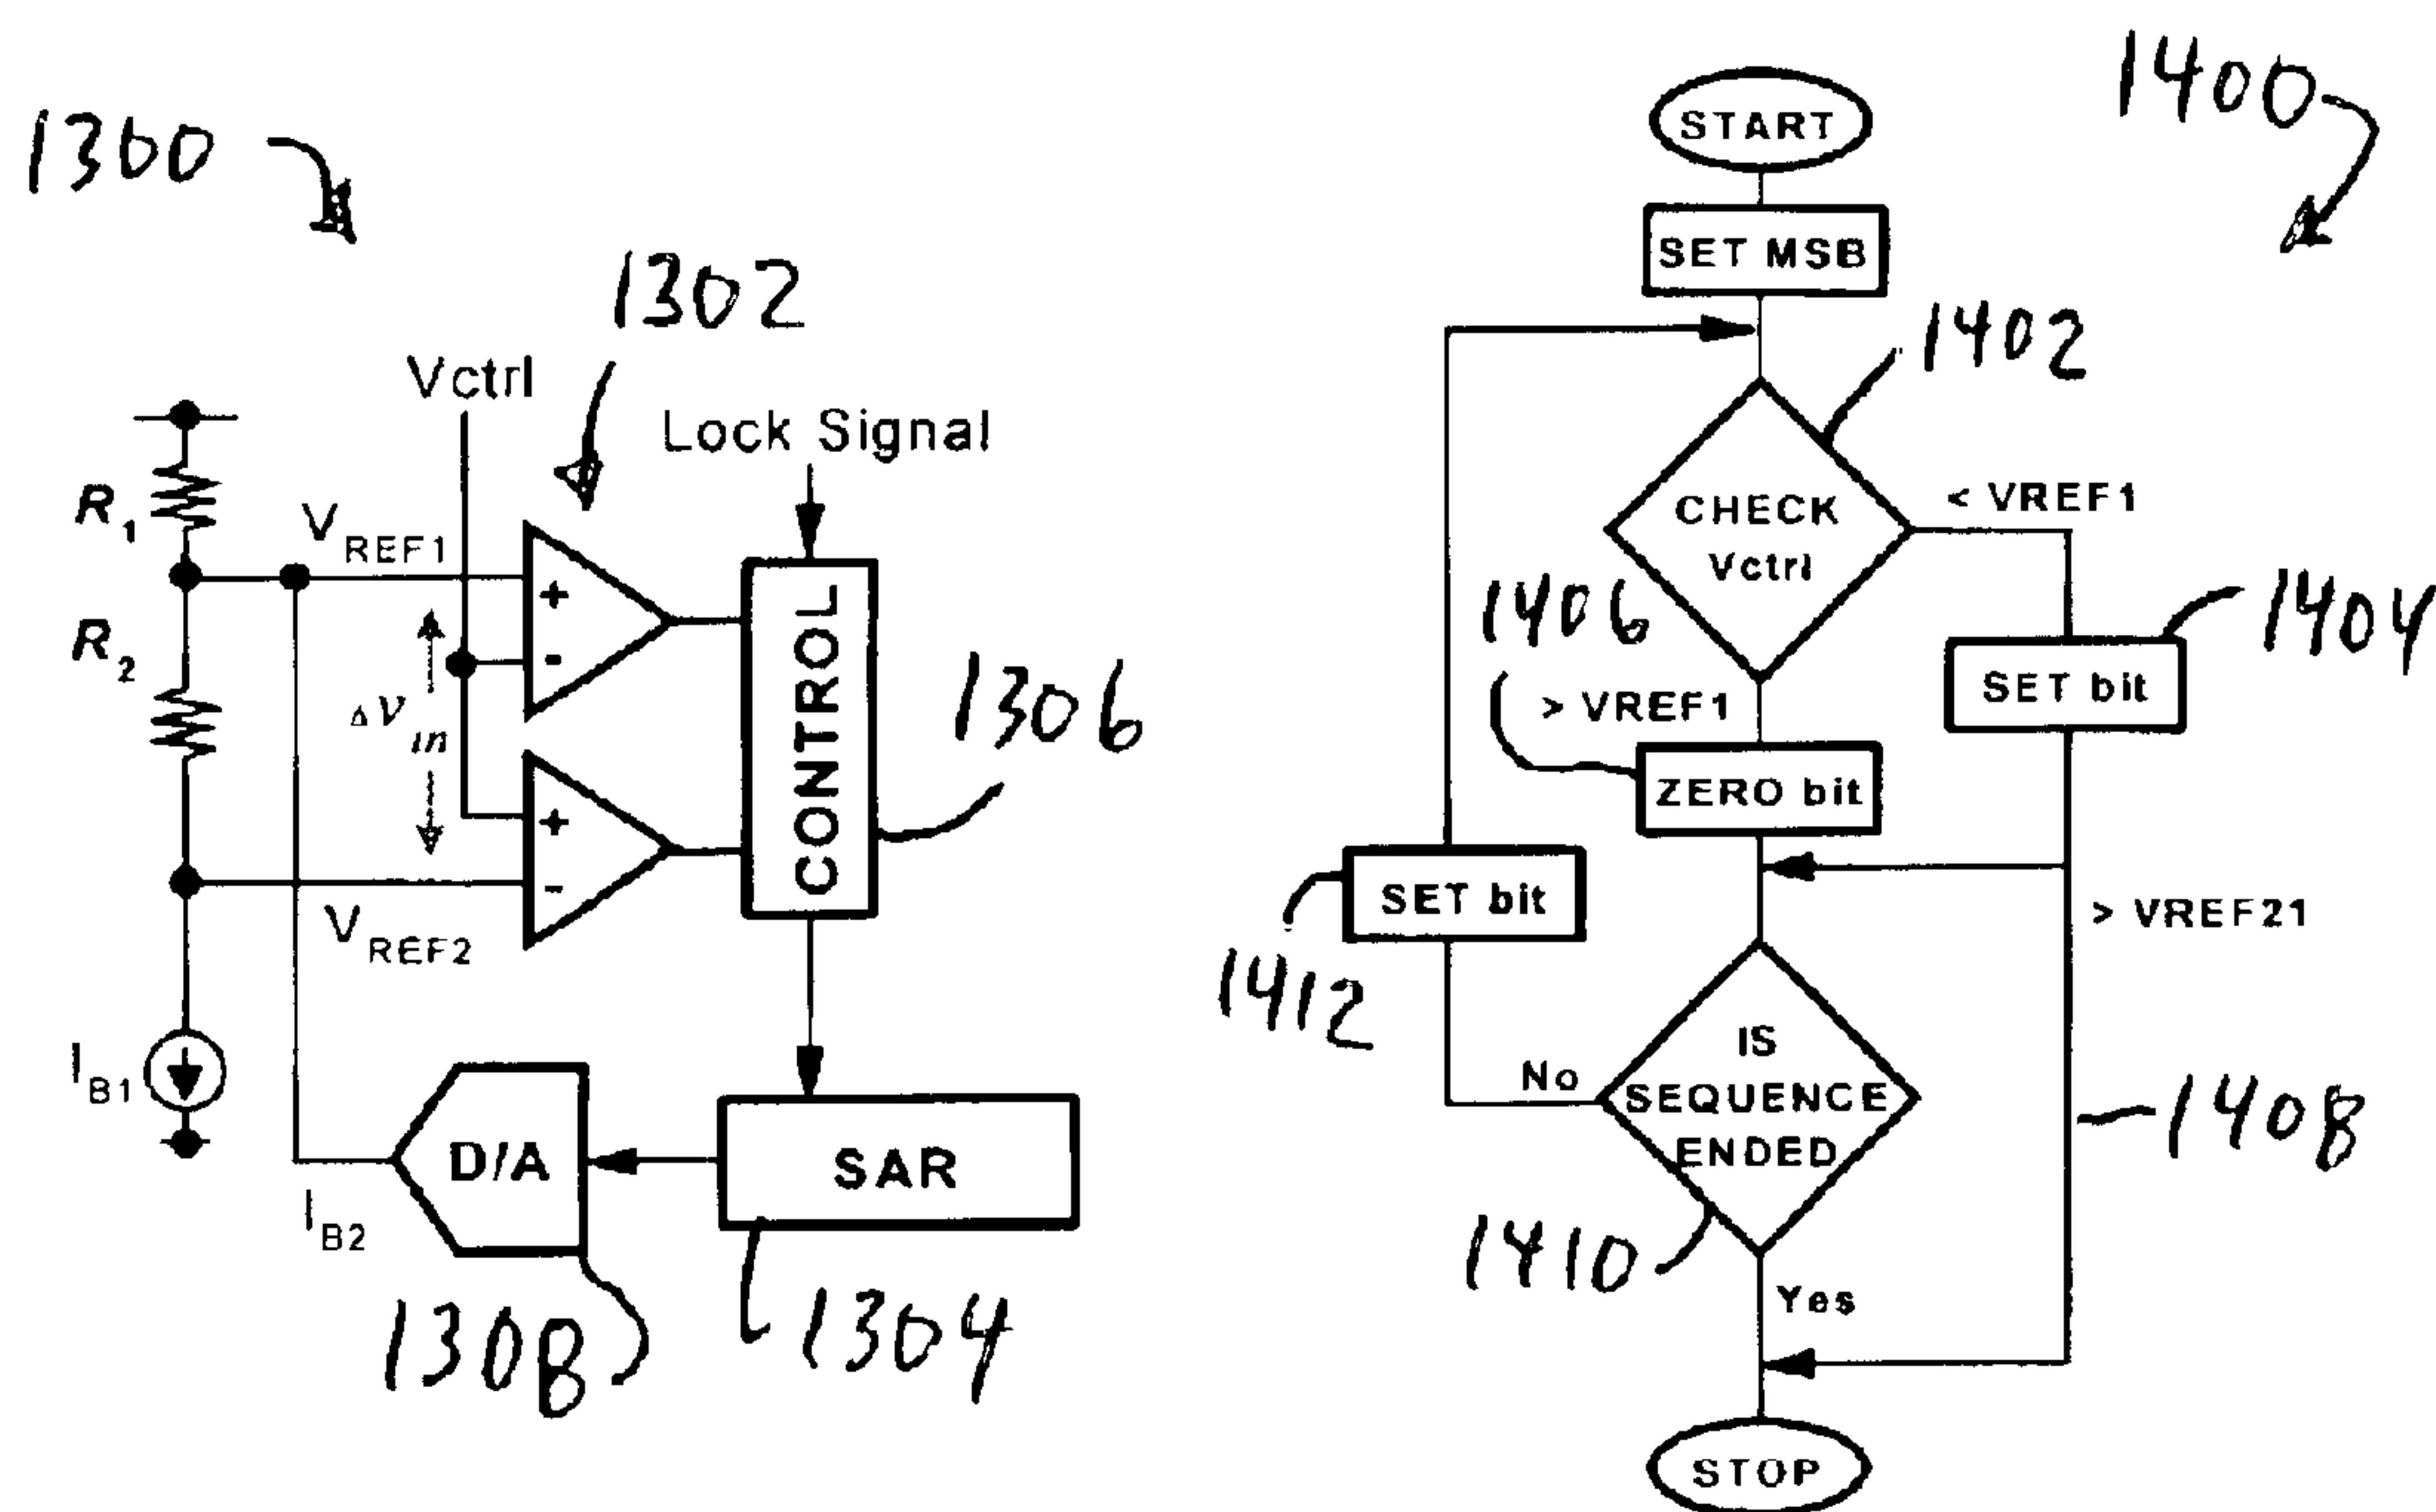 1300
1302
Vctrl
Lock Signal
R1
VREF1
+
-
R2
ΔVin
CONTROL
1306
+
-
VREF2
IB1
D/A
SAR
IB2
1308
1304
1400
START
SET MSB
1402
CHECK
Vctrl
< VREF1
1406
1404
> VREF1
SET bit
ZERO bit
SET bit
> VREF21
1412
IS
SEQUENCE
ENDED
No
1408
1410
Yes
STOP